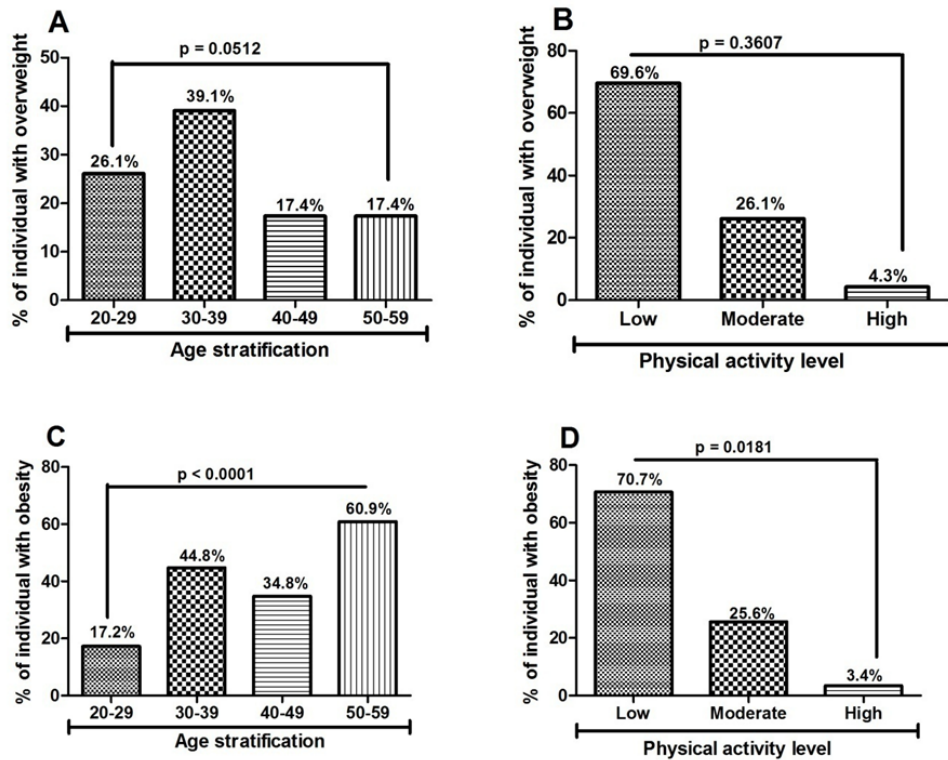 A
p = 0.0512
% of individual with overweight
50
40
30
20
10
0
26.1%
39.1%
17.4%
17.4%
20-29
30-39
40-49
50-59
Age stratification
B
p = 0.3607
% of individual with overweight
80
60
40
20
0
69.6%
26.1%
4.3%
Low
Moderate
High
Physical activity level
C
p < 0.0001
% of individual with obesity
80
60
40
20
0
17.2%
44.8%
34.8%
60.9%
20-29
30-39
40-49
50-59
Age stratification
D
p = 0.0181
% of individual with obesity
80
60
40
20
0
70.7%
25.6%
3.4%
Low
Moderate
High
Physical activity level